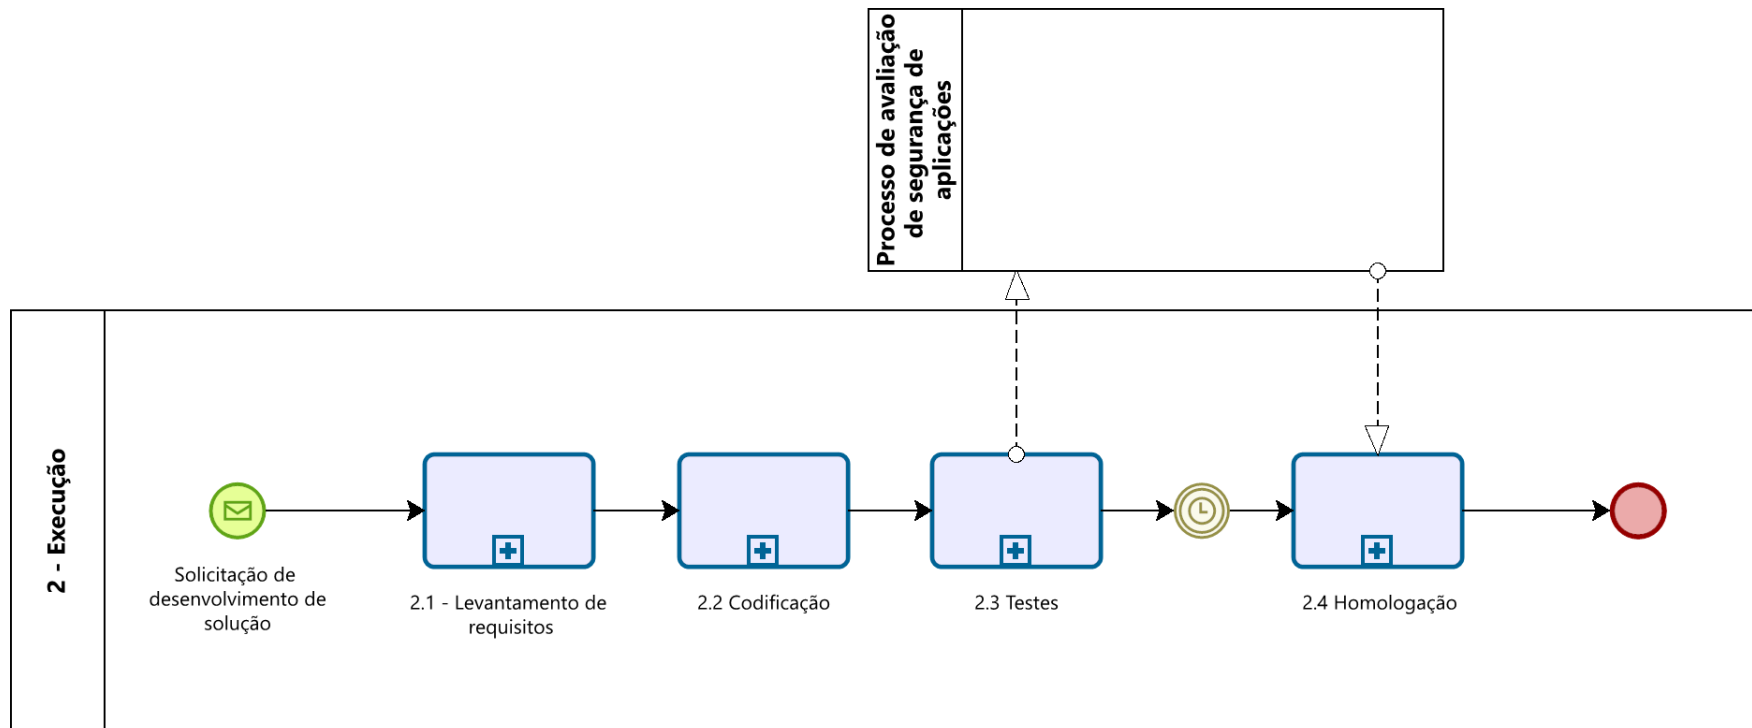 Processo de avaliação
de segurança de
aplicações
2 - Execução
Solicitação de
desenvolvimento de
solução
2.1 - Levantamento de
requisitos
2.2 Codificação
2.3 Testes
2.4 Homologação